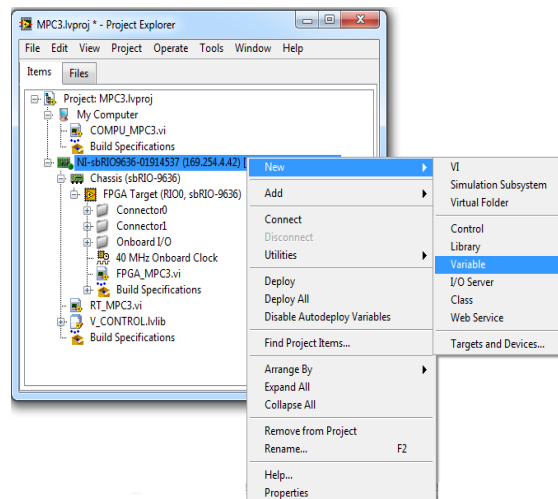 MPC3.lvproj * - Project Explorer
File Edit View Project Operate Tools Window Help
Items Files
Project: MPC3.lvproj
My Computer
COMPU_MPC3.vi
Build Specifications
NI-sbRIO9636-01914537 (169.254.4.42) [
Chassis (sbRIO-9636)
FPGA Target (RIO0, sbRIO-9636)
Connector0
Connector1
Onboard I/O
40 MHz Onboard Clock
FPGA_MPC3.vi
Build Specifications
RT_MPC3.vi
V_CONTROL.lvlib
Build Specifications
New
Add
Connect
Disconnect
Utilities
Deploy
Deploy All
Disable Autodeploy Variables
Find Project Items...
Arrange By
Expand All
Collapse All
Remove from Project
Rename... F2
Help...
Properties
VI
Simulation Subsystem
Virtual Folder
Control
Library
Variable
I/O Server
Class
Web Service
Targets and Devices...